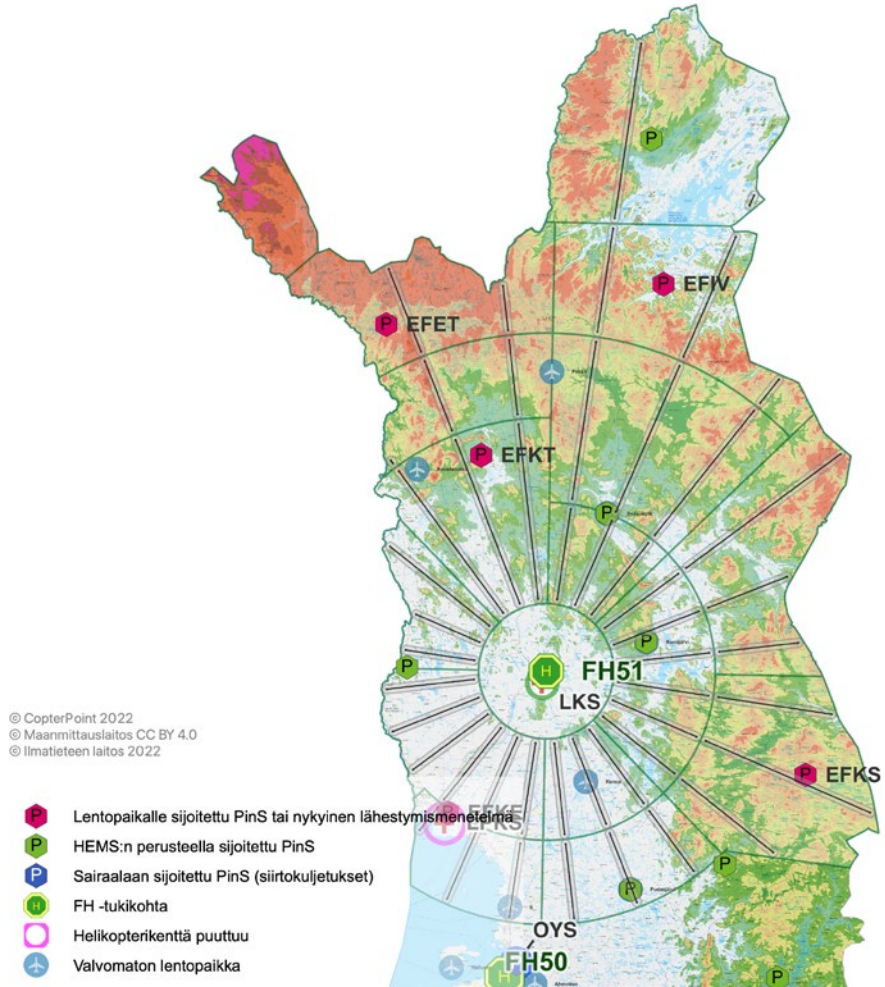 EFIV
EFET
EFKT
FH51
LKS
© CopterPoint 2022
© Maanmittauslaitos CC BY 4.0
© Ilmatieteen laitos 2022
EFKS
EFKE
LPKS
P Lentopaikalle sijoitettu PinS tai nykyinen lähestymismenetelmä
P HEMS:n perusteella sijoitettu PinS
P Sairaalaan sijoitettu PinS (siirtokuljetukset)
H FH -tukikohta
Helikopterikenttä puuttuu
Valvomaton lentopaikka
OYS
FH50